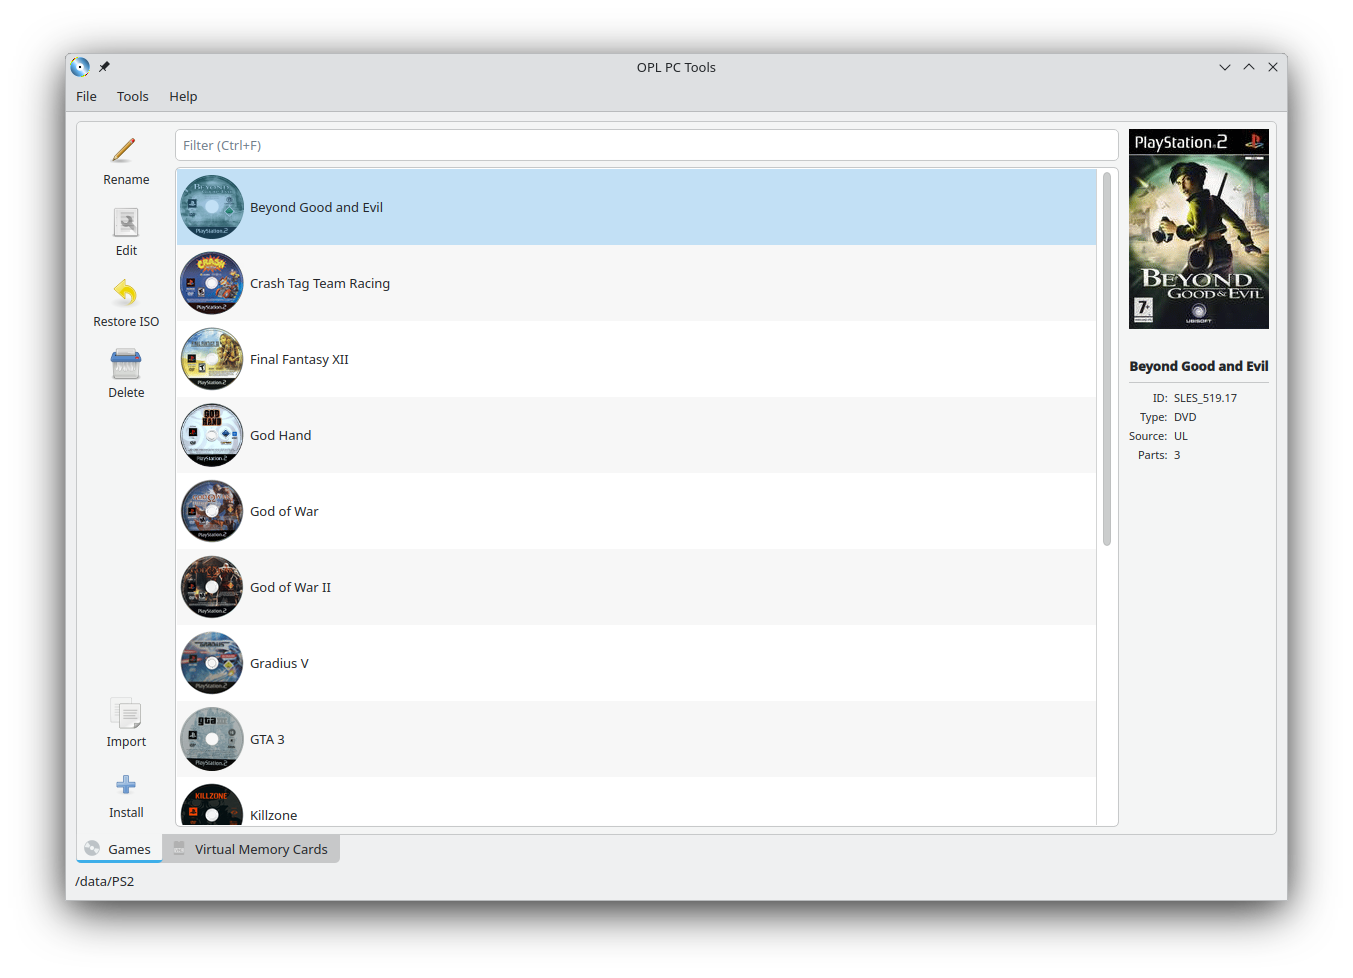 OPL PC Tools
File Tools Help
Rename
Edit
Restore ISO
Delete
Import
Install
Filter (Ctrl+F)
Beyond Good and Evil
Crash Tag Team Racing
Final Fantasy XII
God Hand
God of War
God of War II
Gradius V
GTA 3
KILLZONE
Killzone
PlayStation 2
BEYOND
GOOD & EVIL
7+
UBISOFT
Beyond Good and Evil
ID: SLES_519.17
Type: DVD
Source: UL
Parts: 3
Games Virtual Memory Cards
/data/PS2